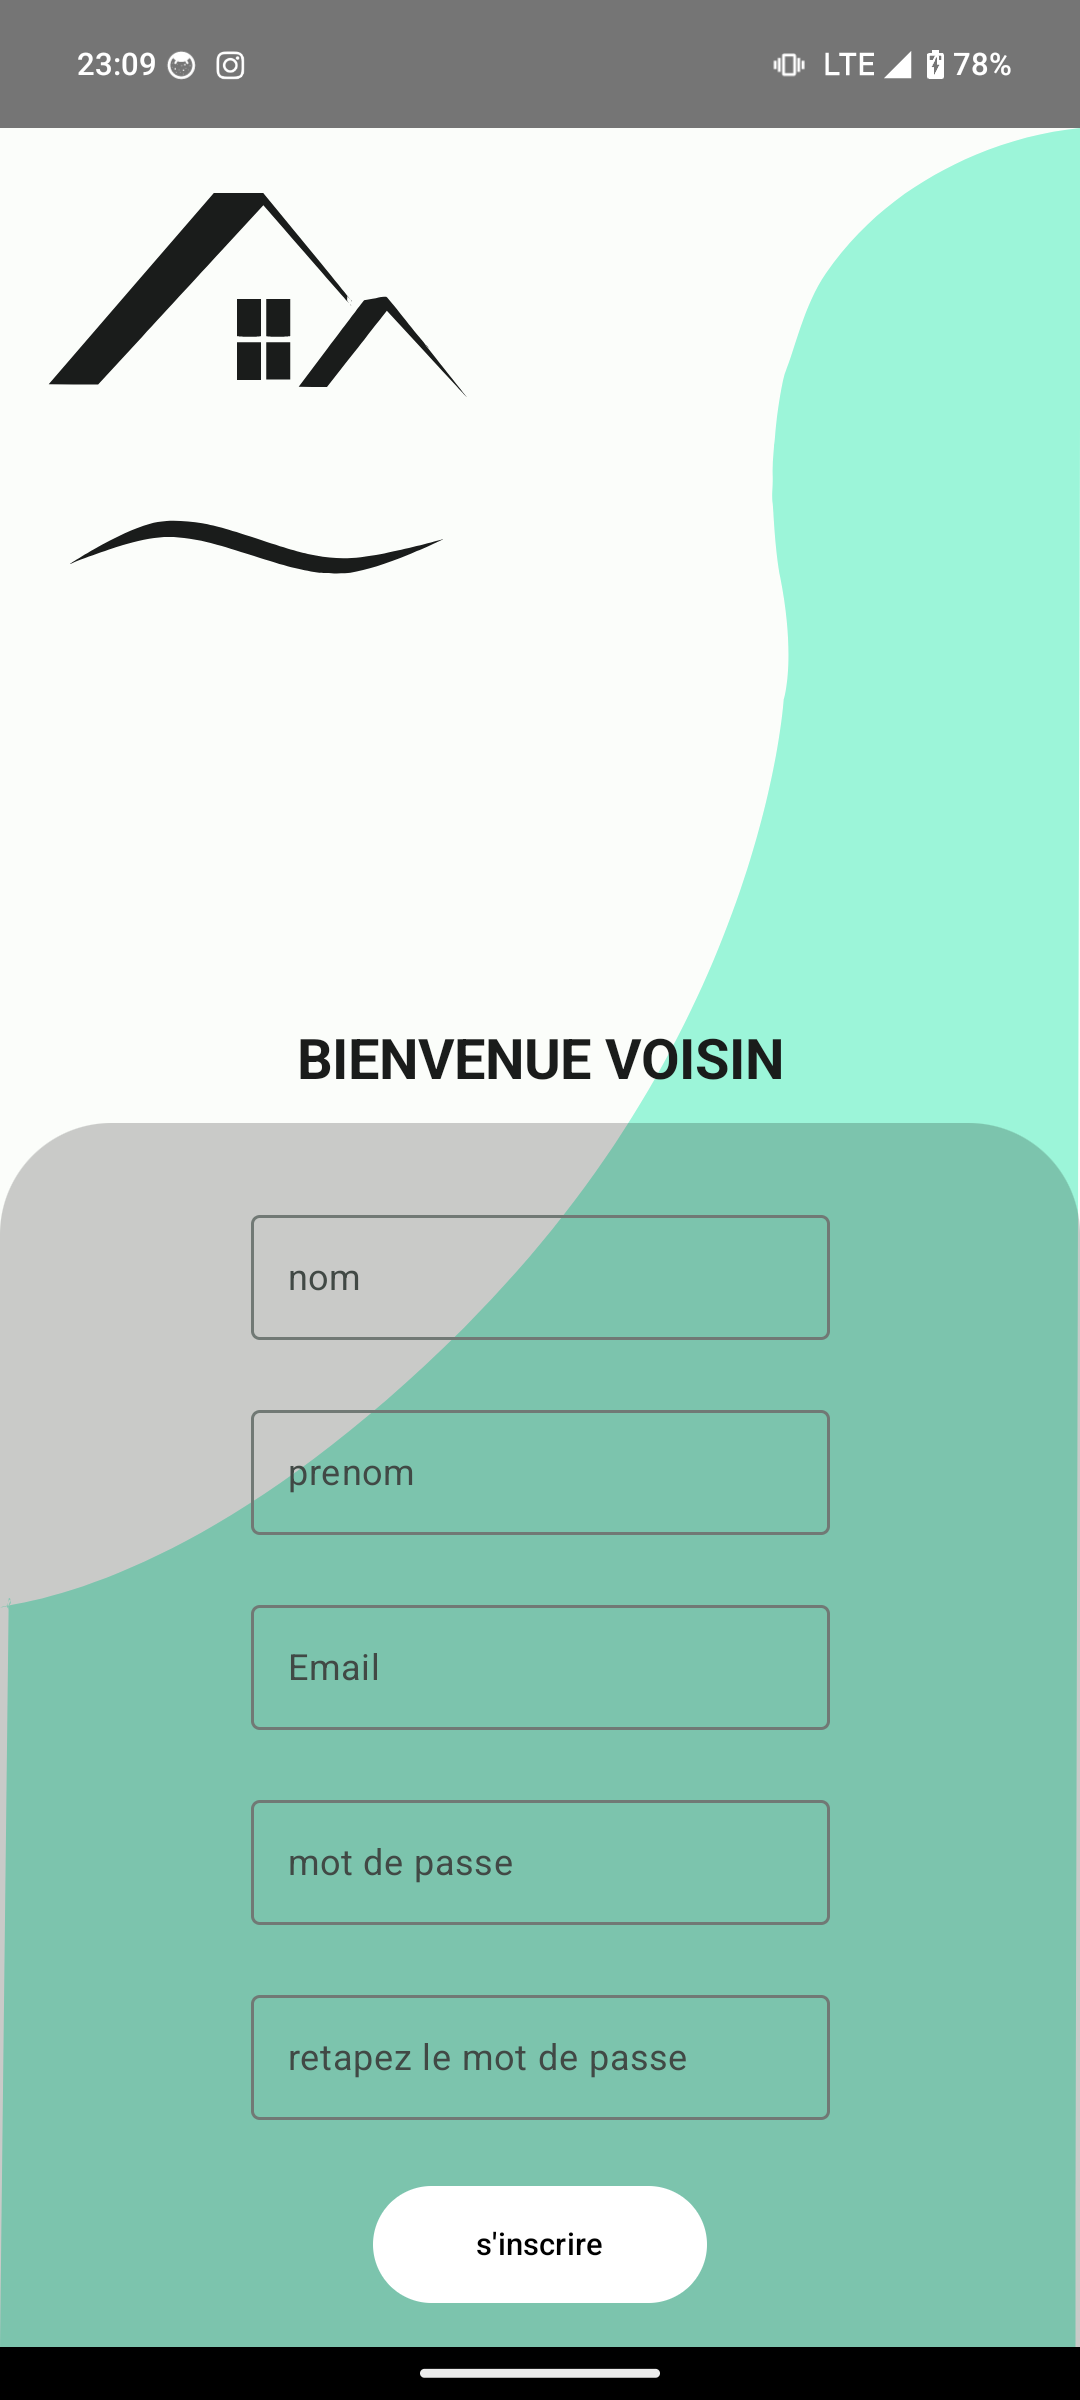 23:09 LTE 78%
BIENVENUE VOISIN
nom
prenom
Email
mot de passe
retapez le mot de passe
s'inscrire